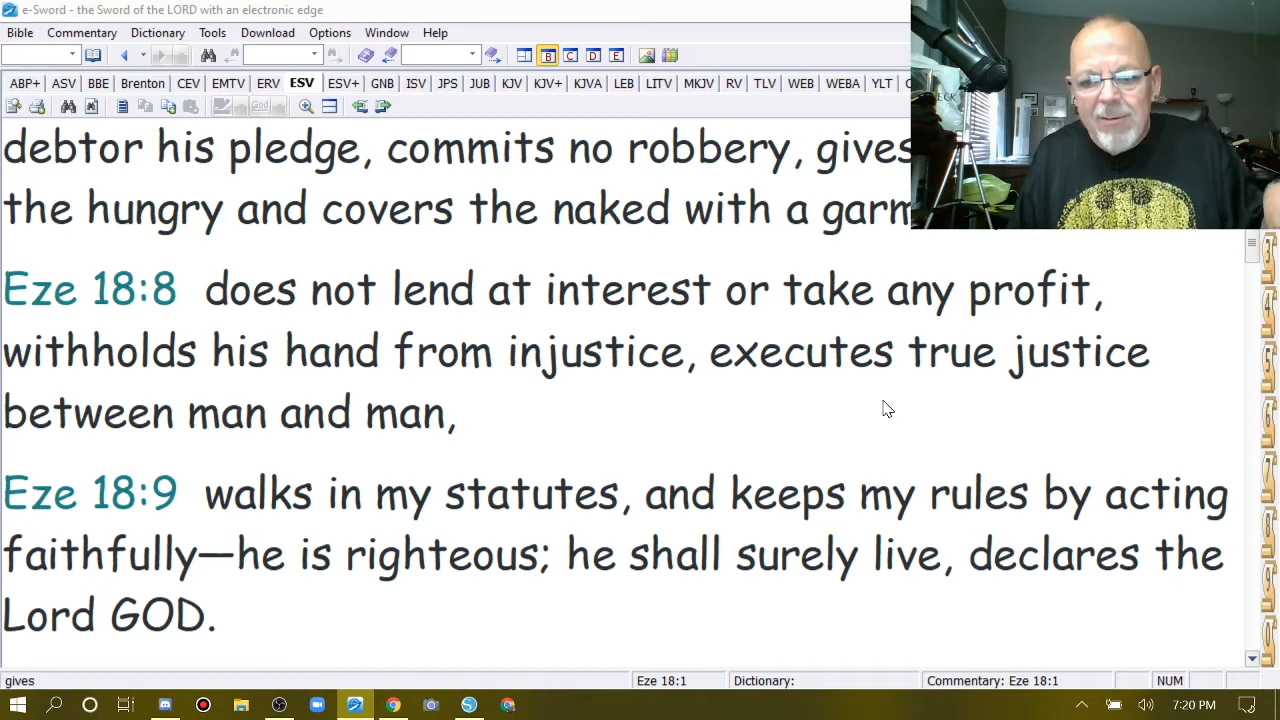 e-Sword - the Sword of the LORD with an electronic edge
Bible Commentary Dictionary Tools Download Options Window Help
B C D E
ABP+ ASV BBE Brenton CEV EMTV ERV ESV ESV+ GNB ISV JPS JUB KJV KJV+ KJVA LEB LITV MKJV RV TLV WEB WEBA YLT
debtor his pledge, commits no robbery, gives
the hungry and covers the naked with a garm
Eze 18:8 does not lend at interest or take any profit,
withholds his hand from injustice, executes true justice
between man and man,
Eze 18:9 walks in my statutes, and keeps my rules by acting
faithfully—he is righteous; he shall surely live, declares the
Lord GOD.
gives Eze 18:1 Dictionary: Commentary: Eze 18:1 NUM
7:20 PM